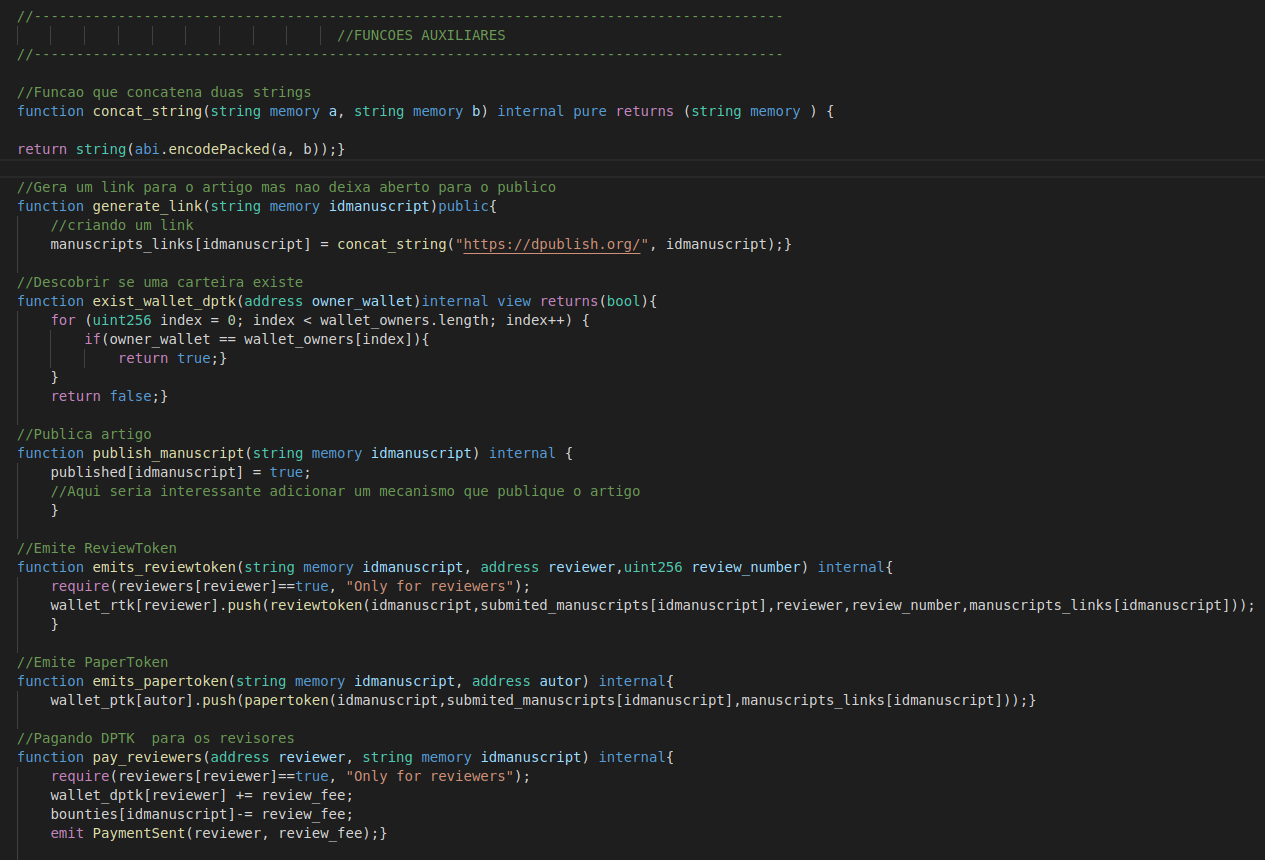 //-----------------------------------------------------------------------------------------
//FUNCOES AUXILIARES
//-----------------------------------------------------------------------------------------
//Funcao que concatena duas strings
function concat_string(string memory a, string memory b) internal pure returns (string memory ) {
return string(abi.encodePacked(a, b));}
//Gera um link para o artigo mas nao deixa aberto para o publico
function generate_link(string memory idmanuscript)public{
//criando um link
manuscripts_links[idmanuscript] = concat_string("https://dpublish.org/", idmanuscript);}
//Descobrir se uma carteira existe
function exist_wallet_dptk(address owner_wallet)internal view returns(bool){
for (uint256 index = 0; index < wallet_owners.length; index++) {
if(owner_wallet == wallet_owners[index]){
return true;}
}
return false;}
//Publica artigo
function publish_manuscript(string memory idmanuscript) internal {
published[idmanuscript] = true;
//Aqui seria interessante adicionar um mecanismo que publique o artigo
}
//Emite ReviewToken
function emits_reviewtoken(string memory idmanuscript, address reviewer,uint256 review_number) internal{
require(reviewers[reviewer]==true, "Only for reviewers");
wallet_rtk[reviewer].push(reviewtoken(idmanuscript,submited_manuscripts[idmanuscript],reviewer,review_number,manuscripts_links[idmanuscript]));
}
//Emite PaperToken
function emits_papertoken(string memory idmanuscript, address autor) internal{
wallet_ptk[autor].push(papertoken(idmanuscript,submited_manuscripts[idmanuscript],manuscripts_links[idmanuscript]));}
//Pagando DPTK  para os revisores
function pay_reviewers(address reviewer, string memory idmanuscript) internal{
require(reviewers[reviewer]==true, "Only for reviewers");
wallet_dptk[reviewer] += review_fee;
bounties[idmanuscript]-= review_fee;
emit PaymentSent(reviewer, review_fee);}